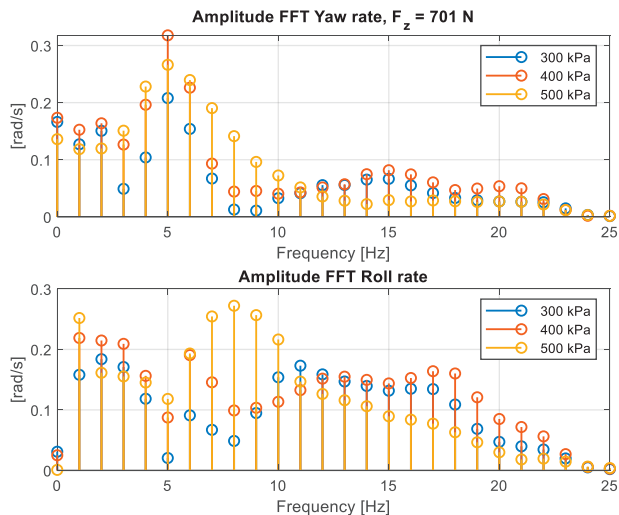 Amplitude FFT Yaw rate, F_z = 701 N
0.3
0.2
0.1
0
[rad/s]
300 kPa
400 kPa
500 kPa
0 5 10 15 20 25
Frequency [Hz]
Amplitude FFT Roll rate
0.3
0.2
0.1
0
[rad/s]
300 kPa
400 kPa
500 kPa
0 5 10 15 20 25
Frequency [Hz]